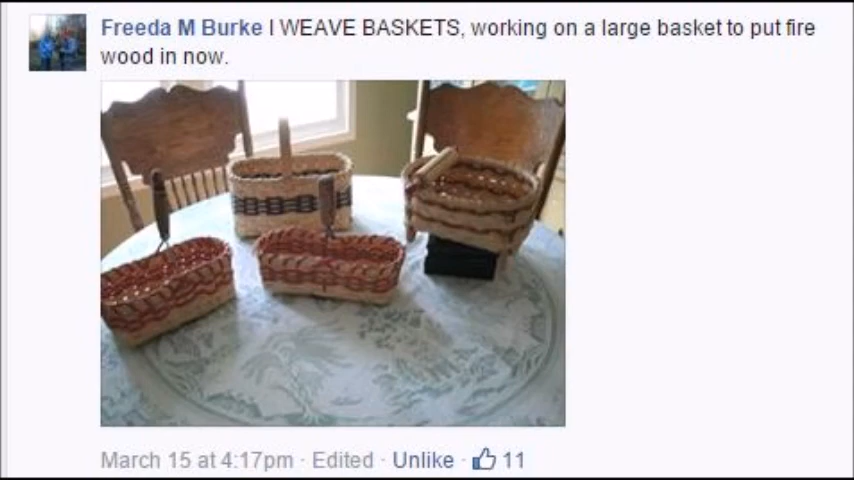 Freeda M Burke I WEAVE BASKETS, working on a large basket to put fire
wood in now.
March 15 at 4:17pm · Edited · Unlike · 11